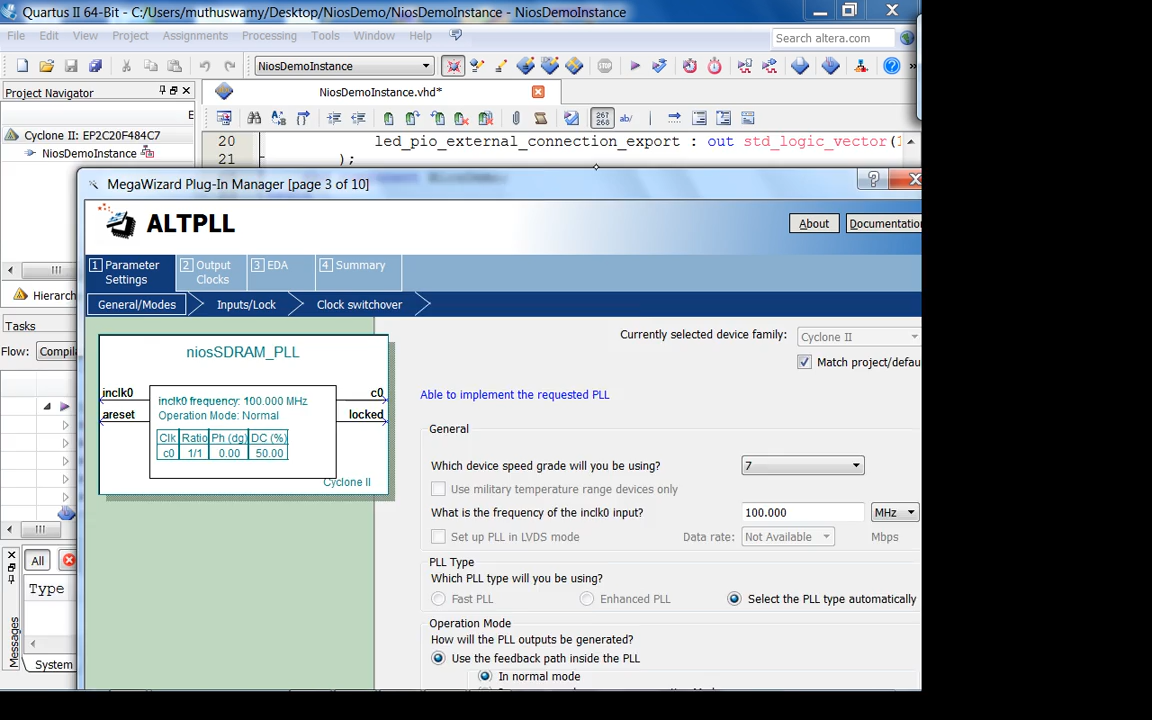 Quartus II 64-Bit - C:/Users/muthuswamy/Desktop/NiosDemo/NiosDemoInstance - NiosDemoInstance
File Edit View Project Assignments Processing Tools Window Help
Search altera.com
NiosDemoInstance
Project Navigator
NiosDemoInstance.vhd*
E
Cyclone II: EP2C20F484C7
NiosDemoInstance
267
268
ab/
20 led_pio_external_connection_export : out std_logic_vector(1
21 );
MegaWizard Plug-In Manager [page 3 of 10]
ALTPLL
About
Documentation
1 Parameter Settings
2 Output Clocks
3 EDA
4 Summary
General/Modes
Inputs/Lock
Clock switchover
Hierarch
Tasks
Flow: Compil
niosSDRAM_PLL
inclk0
areset
c0
locked
inclk0 frequency: 100.000 MHz
Operation Mode: Normal
Clk Ratio Ph (dg) DC (%)
c0 1/1 0.00 50.00
Cyclone II
Currently selected device family: Cyclone II
Match project/defau
Able to implement the requested PLL
General
Which device speed grade will you be using? 7
Use military temperature range devices only
What is the frequency of the inclk0 input? 100.000 MHz
Set up PLL in LVDS mode Data rate: Not Available Mbps
PLL Type
Which PLL type will you be using?
Fast PLL Enhanced PLL Select the PLL type automatically
Operation Mode
How will the PLL outputs be generated?
Use the feedback path inside the PLL
In normal mode
All
Type
Messages
System